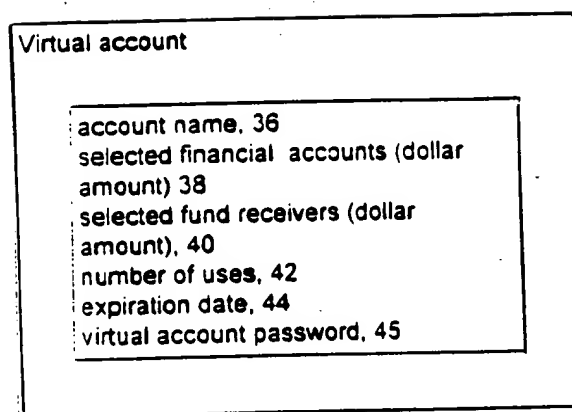 Virtual account
account name, 36
selected financial accounts (dollar
amount) 38
selected fund receivers (dollar
amount), 40
number of uses, 42
expiration date, 44
virtual account password, 45